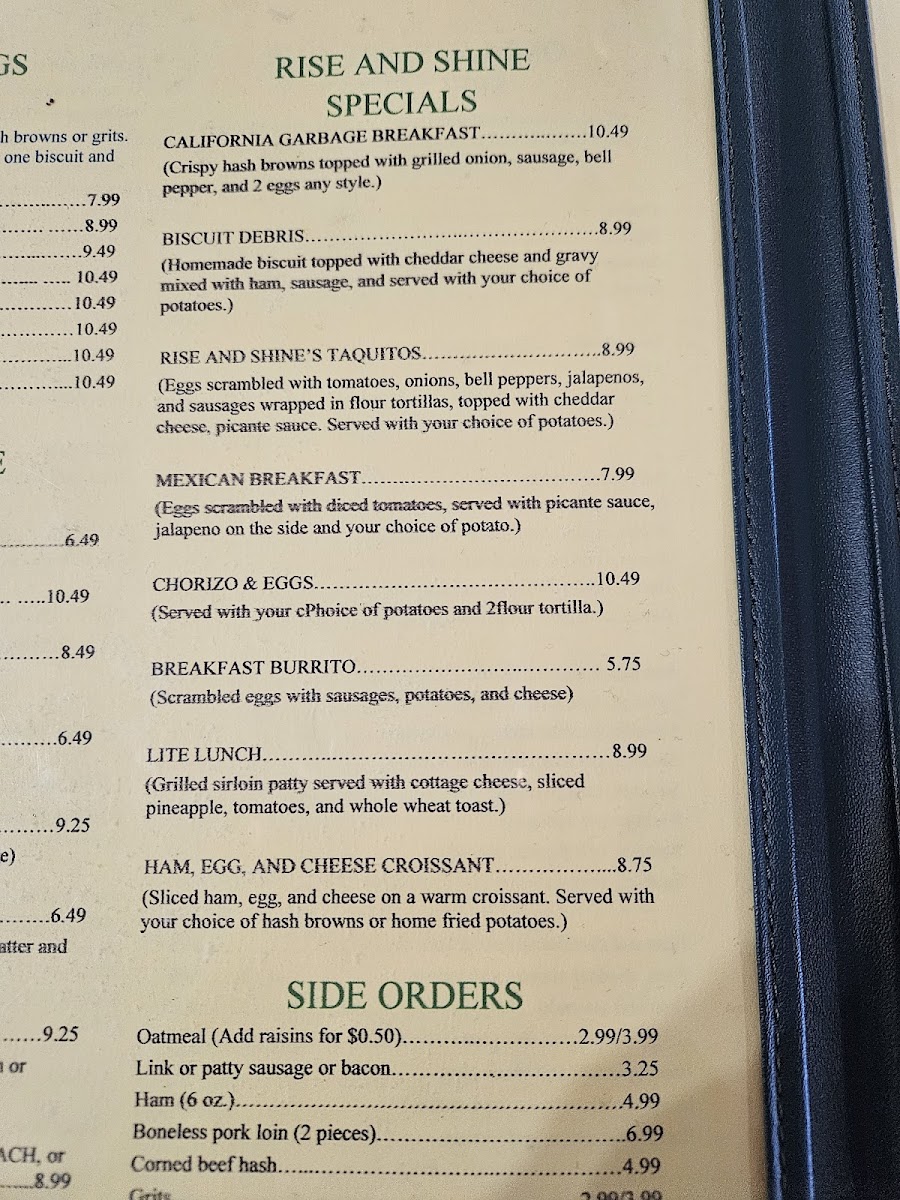 GS
h browns or grits.
one biscuit and
....................7.99
........ ......8.99
................9.49
........ ..... 10.49
..............10.49
..............10.49
..............10.49
..............10.49
E
..............6.49
.. .....10.49
...........8.49
..........6.49
..........9.25
e)
.........6.49
atter and
.......9.25
n or
ACH, or
.......8.99
RISE AND SHINE
SPECIALS
CALIFORNIA GARBAGE BREAKFAST.....................10.49
(Crispy hash browns topped with grilled onion, sausage, bell
pepper, and 2 eggs any style.)
BISCUIT DEBRIS..........................................................8.99
(Homemade biscuit topped with cheddar cheese and gravy
mixed with ham, sausage, and served with your choice of
potatoes.)
RISE AND SHINE'S TAQUITOS...................................8.99
(Eggs scrambled with tomatoes, onions, bell peppers, jalapenos,
and sausages wrapped in flour tortillas, topped with cheddar
cheese, picante sauce. Served with your choice of potatoes.)
MEXICAN BREAKFAST..............................................7.99
(Eggs scrambled with diced tomatoes, served with picante sauce,
jalapeno on the side and your choice of potato.)
CHORIZO & EGGS......................................................10.49
(Served with your cPhoice of potatoes and 2flour tortilla.)
BREAKFAST BURRITO............................................... 5.75
(Scrambled eggs with sausages, potatoes, and cheese)
LITE LUNCH...................................................................8.99
(Grilled sirloin patty served with cottage cheese, sliced
pineapple, tomatoes, and whole wheat toast.)
HAM, EGG, AND CHEESE CROISSANT.......................8.75
(Sliced ham, egg, and cheese on a warm croissant. Served with
your choice of hash browns or home fried potatoes.)
SIDE ORDERS
Oatmeal (Add raisins for $0.50)..................................2.99/3.99
Link or patty sausage or bacon............................................3.25
Ham (6 oz.)..........................................................................4.99
Boneless pork loin (2 pieces)...............................................6.99
Corned beef hash..................................................................4.99
Grits 2.99/3.99